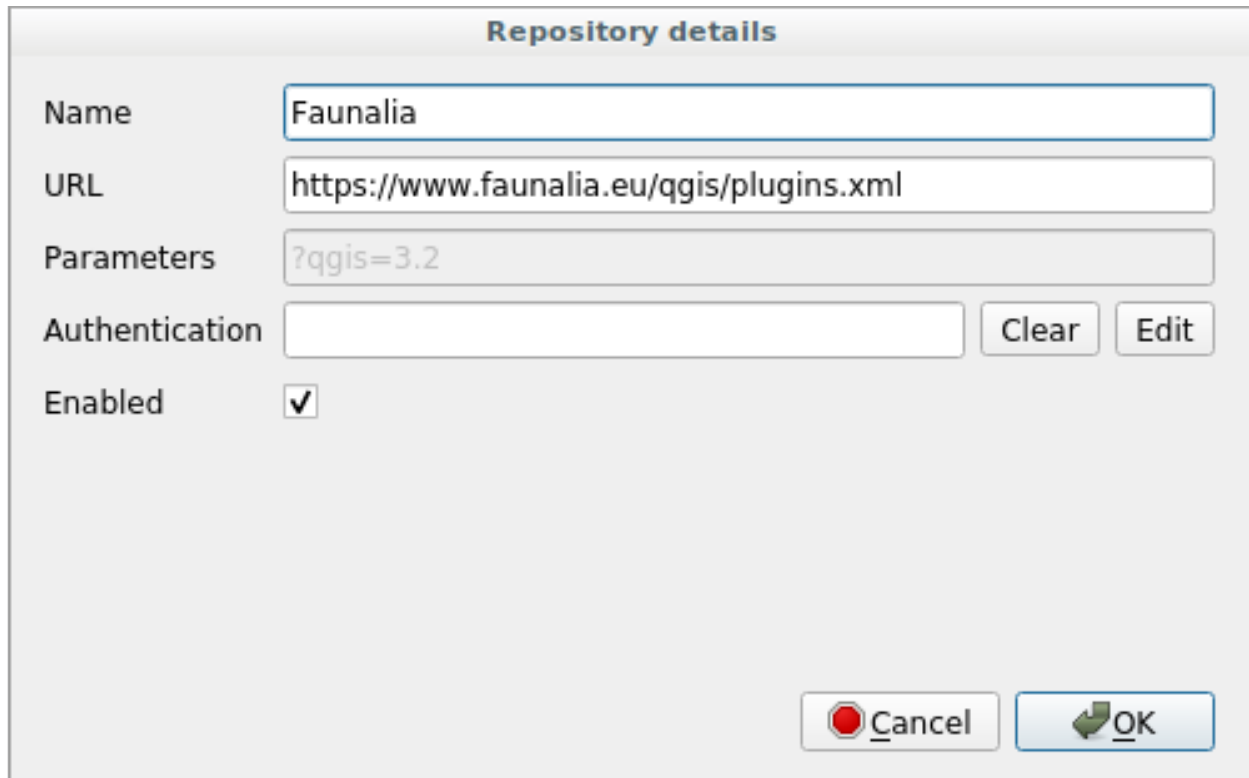 Repository details
Name Faunalia
URL https://www.faunalia.eu/qgis/plugins.xml
Parameters ?qgis=3.2
Authentication Clear Edit
Enabled
Cancel OK